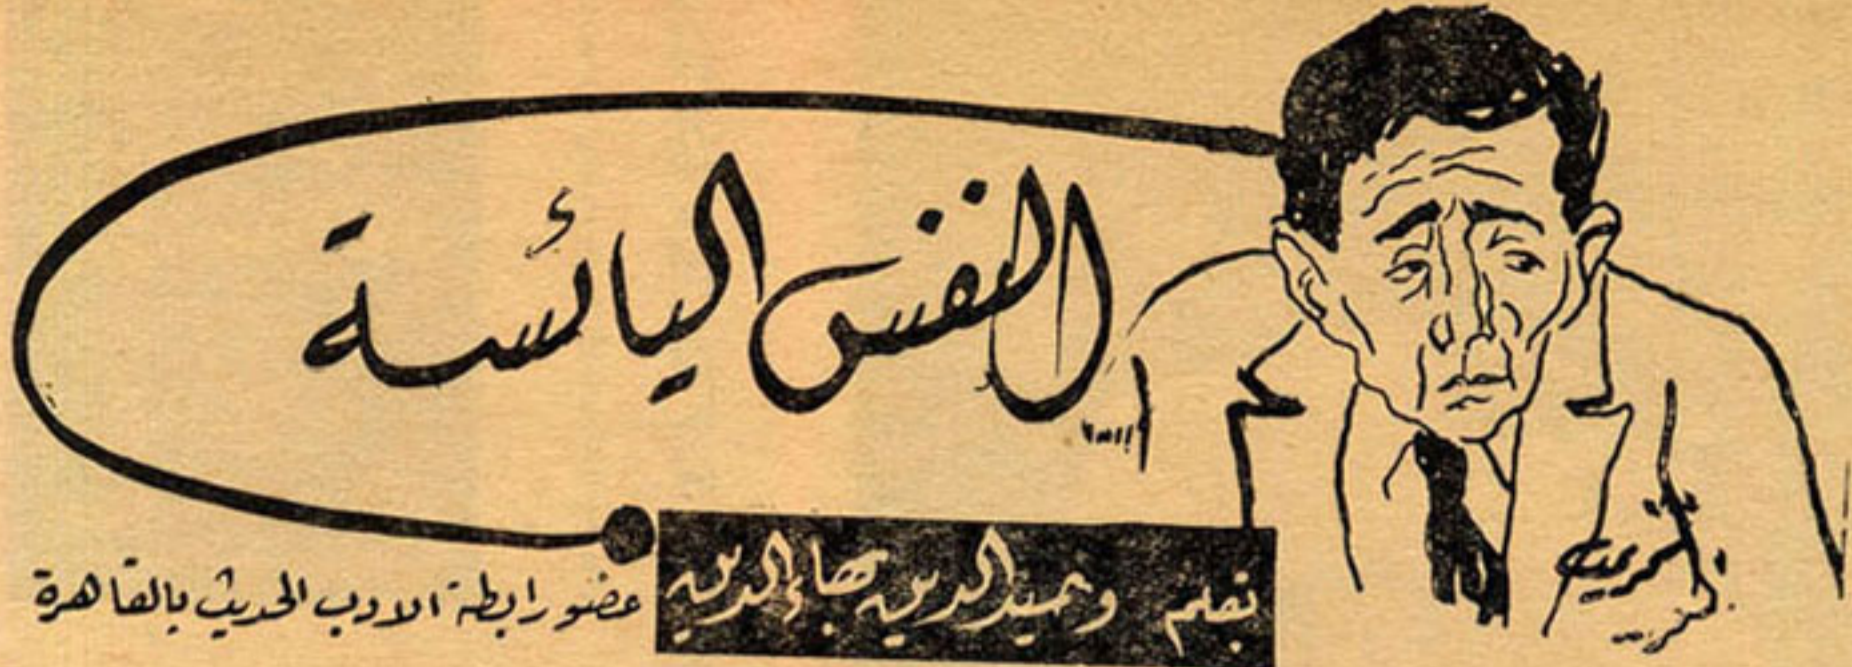 النفس اليائسة
بقلم وحيد الدين بهاء الدين
عضو رابطة الادب الحديث بالقاهرة